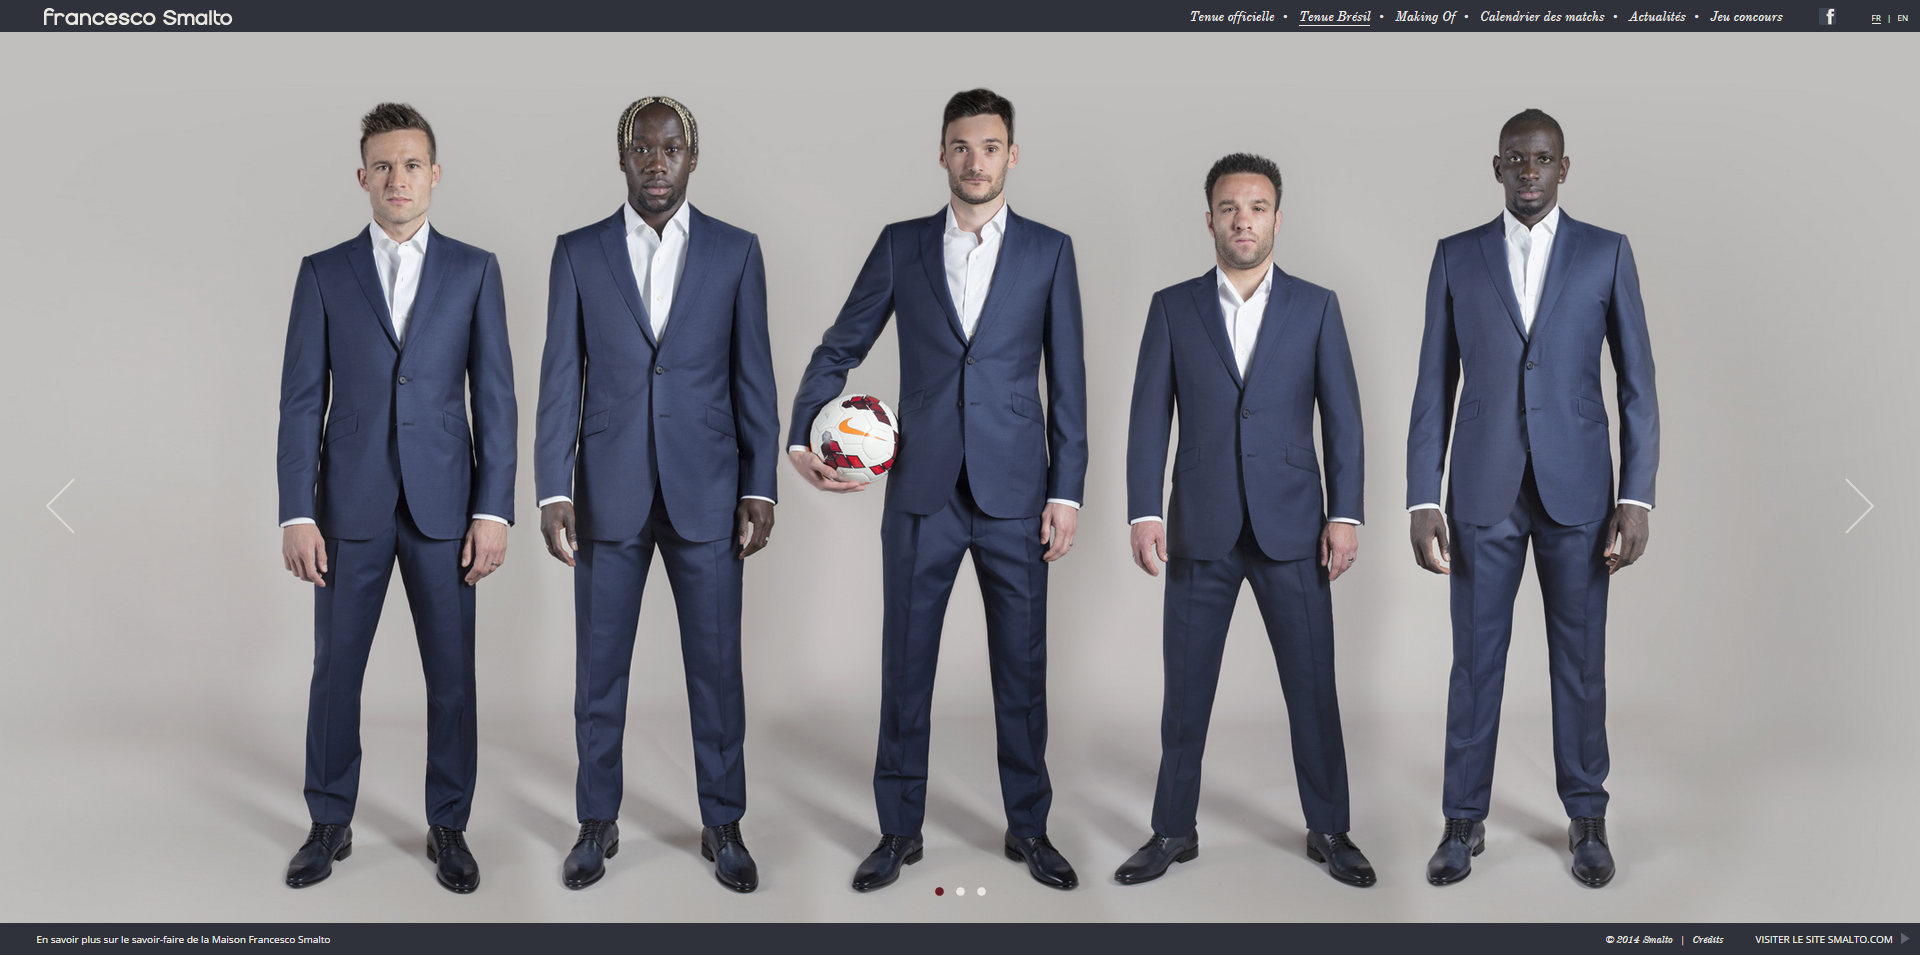 Francesco Smalto
Tenue officielle • Tenue Brésil • Making Of • Calendrier des matchs • Actualités • Jeu concours
f
FR | EN
En savoir plus sur le savoir-faire de la Maison Francesco Smalto
© 2014 Smalto | Crédits
VISITER LE SITE SMALTO.COM